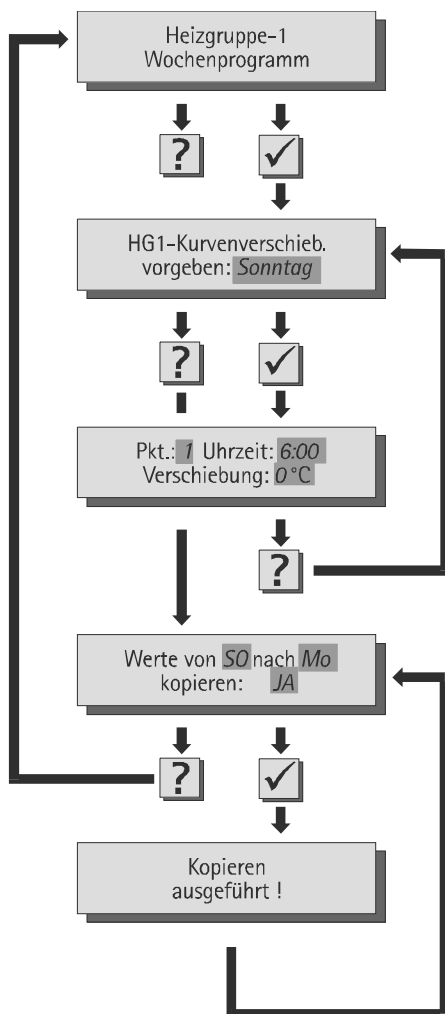 Heizgruppe-1
Wochenprogramm
?
HG1-Kurvenverschieb.
vorgeben: Sonntag
?
Pkt.: 1 Uhrzeit: 6:00
Verschiebung: 0 °C
?
Werte von SO nach Mo
kopieren: JA
?
Kopieren
ausgeführt !